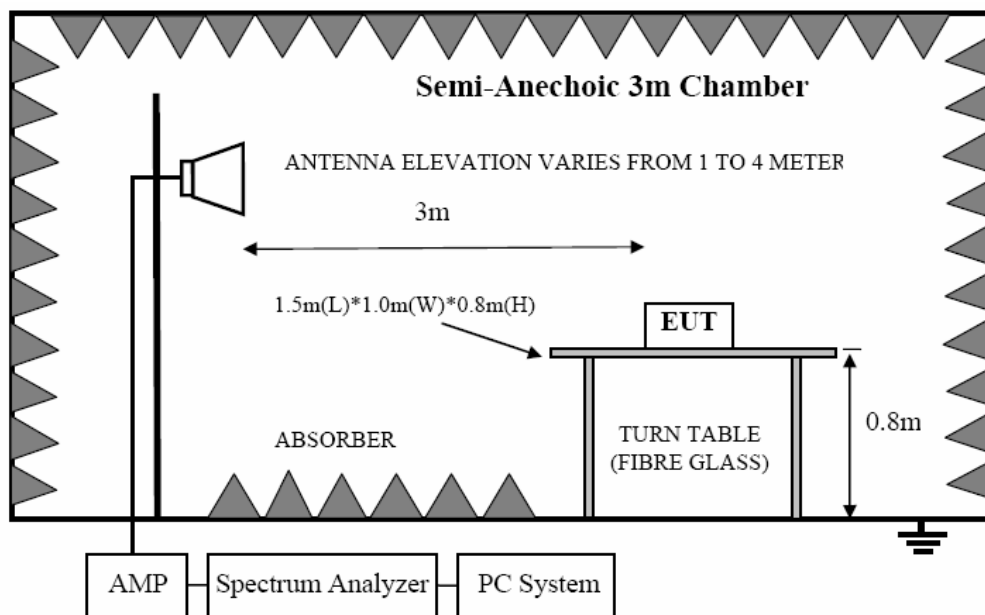 Semi-Anechoic 3m Chamber
ANTENNA ELEVATION VARIES FROM 1 TO 4 METER
3m
1.5m(L)*1.0m(W)*0.8m(H)
EUT
0.8m
ABSORBER
TURN TABLE
(FIBRE GLASS)
AMP
Spectrum Analyzer
PC System